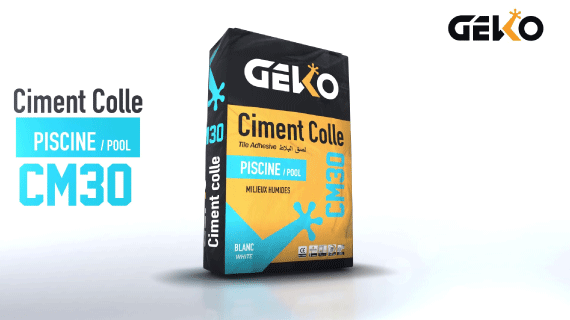 GEKO
Ciment Colle
PISCINE / POOL
CM30
GEKO
Ciment Colle
Tile Adhesive لصق البلاط
PISCINE / POOL
MILIEUX HUMIDES
CM30
BLANC
WHITE
CM30
Ciment colle